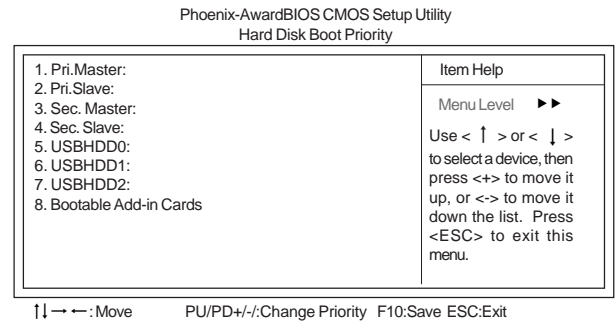 Phoenix-AwardBIOS CMOS Setup Utility
Hard Disk Boot Priority
1. Pri.Master:
2. Pri.Slave:
3. Sec. Master:
4. Sec. Slave:
5. USBHDD0:
6. USBHDD1:
7. USBHDD2:
8. Bootable Add-in Cards
Item Help
Menu Level ▶▶
Use < ↑ > or < ↓ >
to select a device, then
press <+> to move it
up, or <-> to move it
down the list. Press
<ESC> to exit this
menu.
↑↓→←: Move PU/PD+/-/:Change Priority F10:Save ESC:Exit